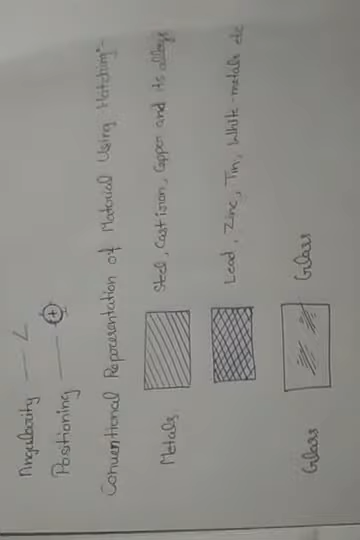 Angularity — ∠
Positioning — ⌖
Conventional Representation of Material Using Hatching:-
Metals. Steel, Cast iron, Copper and its alloys
Lead, Zinc, Tin, White-metals etc
Glass Glass